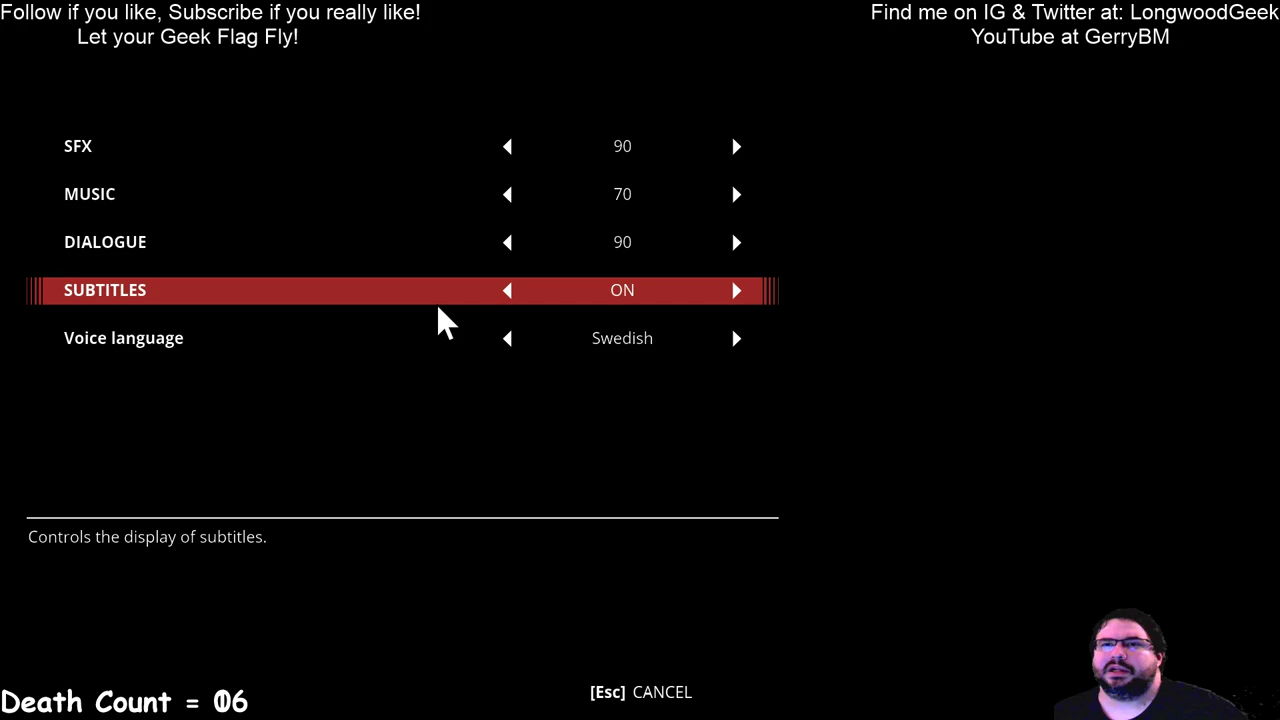 Follow if you like, Subscribe if you really like!
Let your Geek Flag Fly!
Find me on IG & Twitter at: LongwoodGeek
YouTube at GerryBM
SFX 90
MUSIC 70
DIALOGUE 90
SUBTITLES ON
Voice language Swedish
Controls the display of subtitles.
[Esc] CANCEL
Death Count = 06